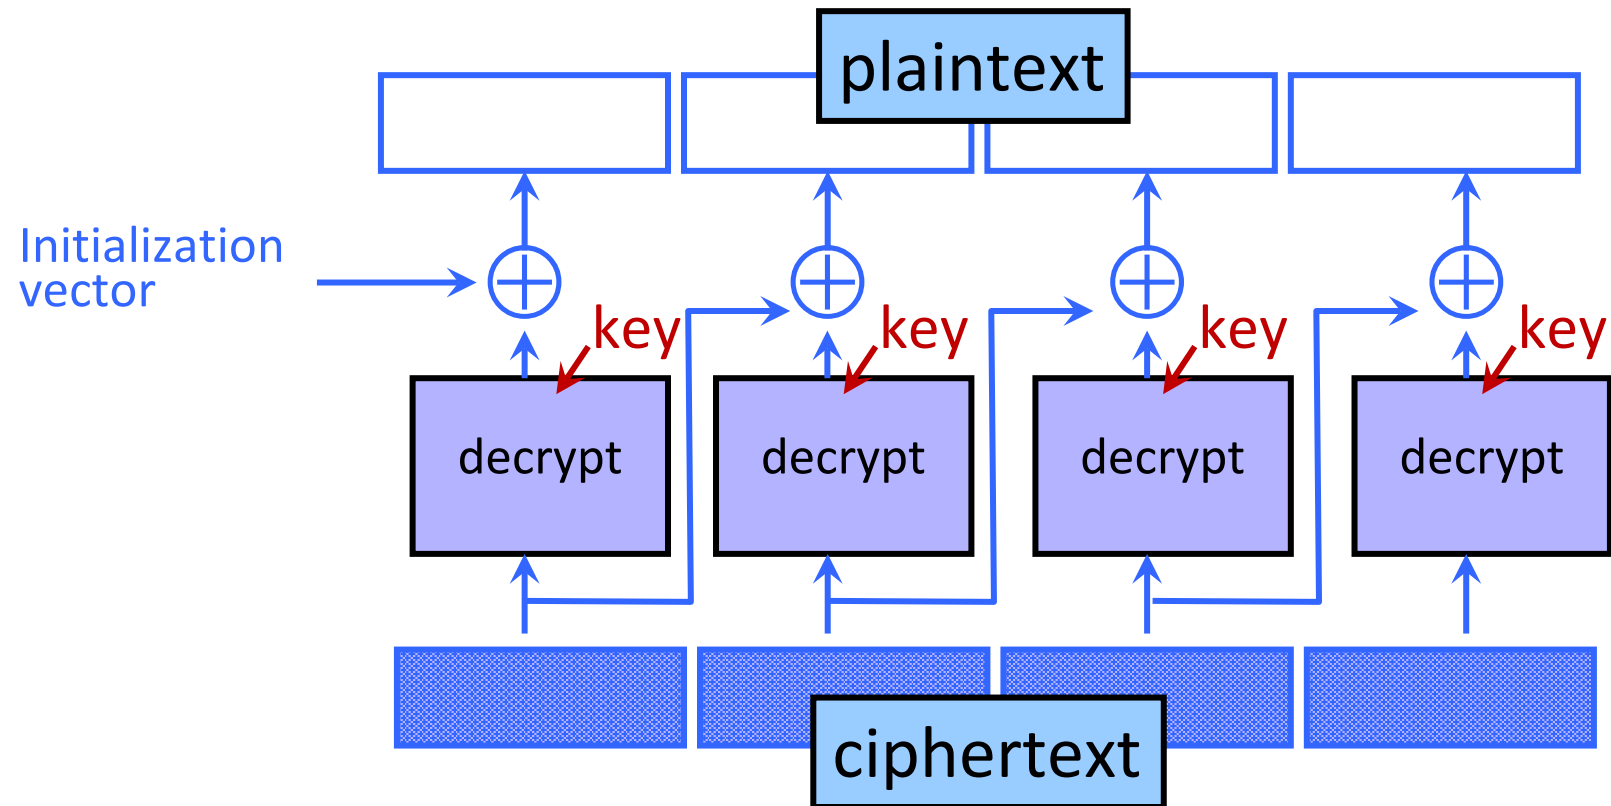 plaintext
Initialization
vector
key key key key
decrypt decrypt decrypt decrypt
ciphertext